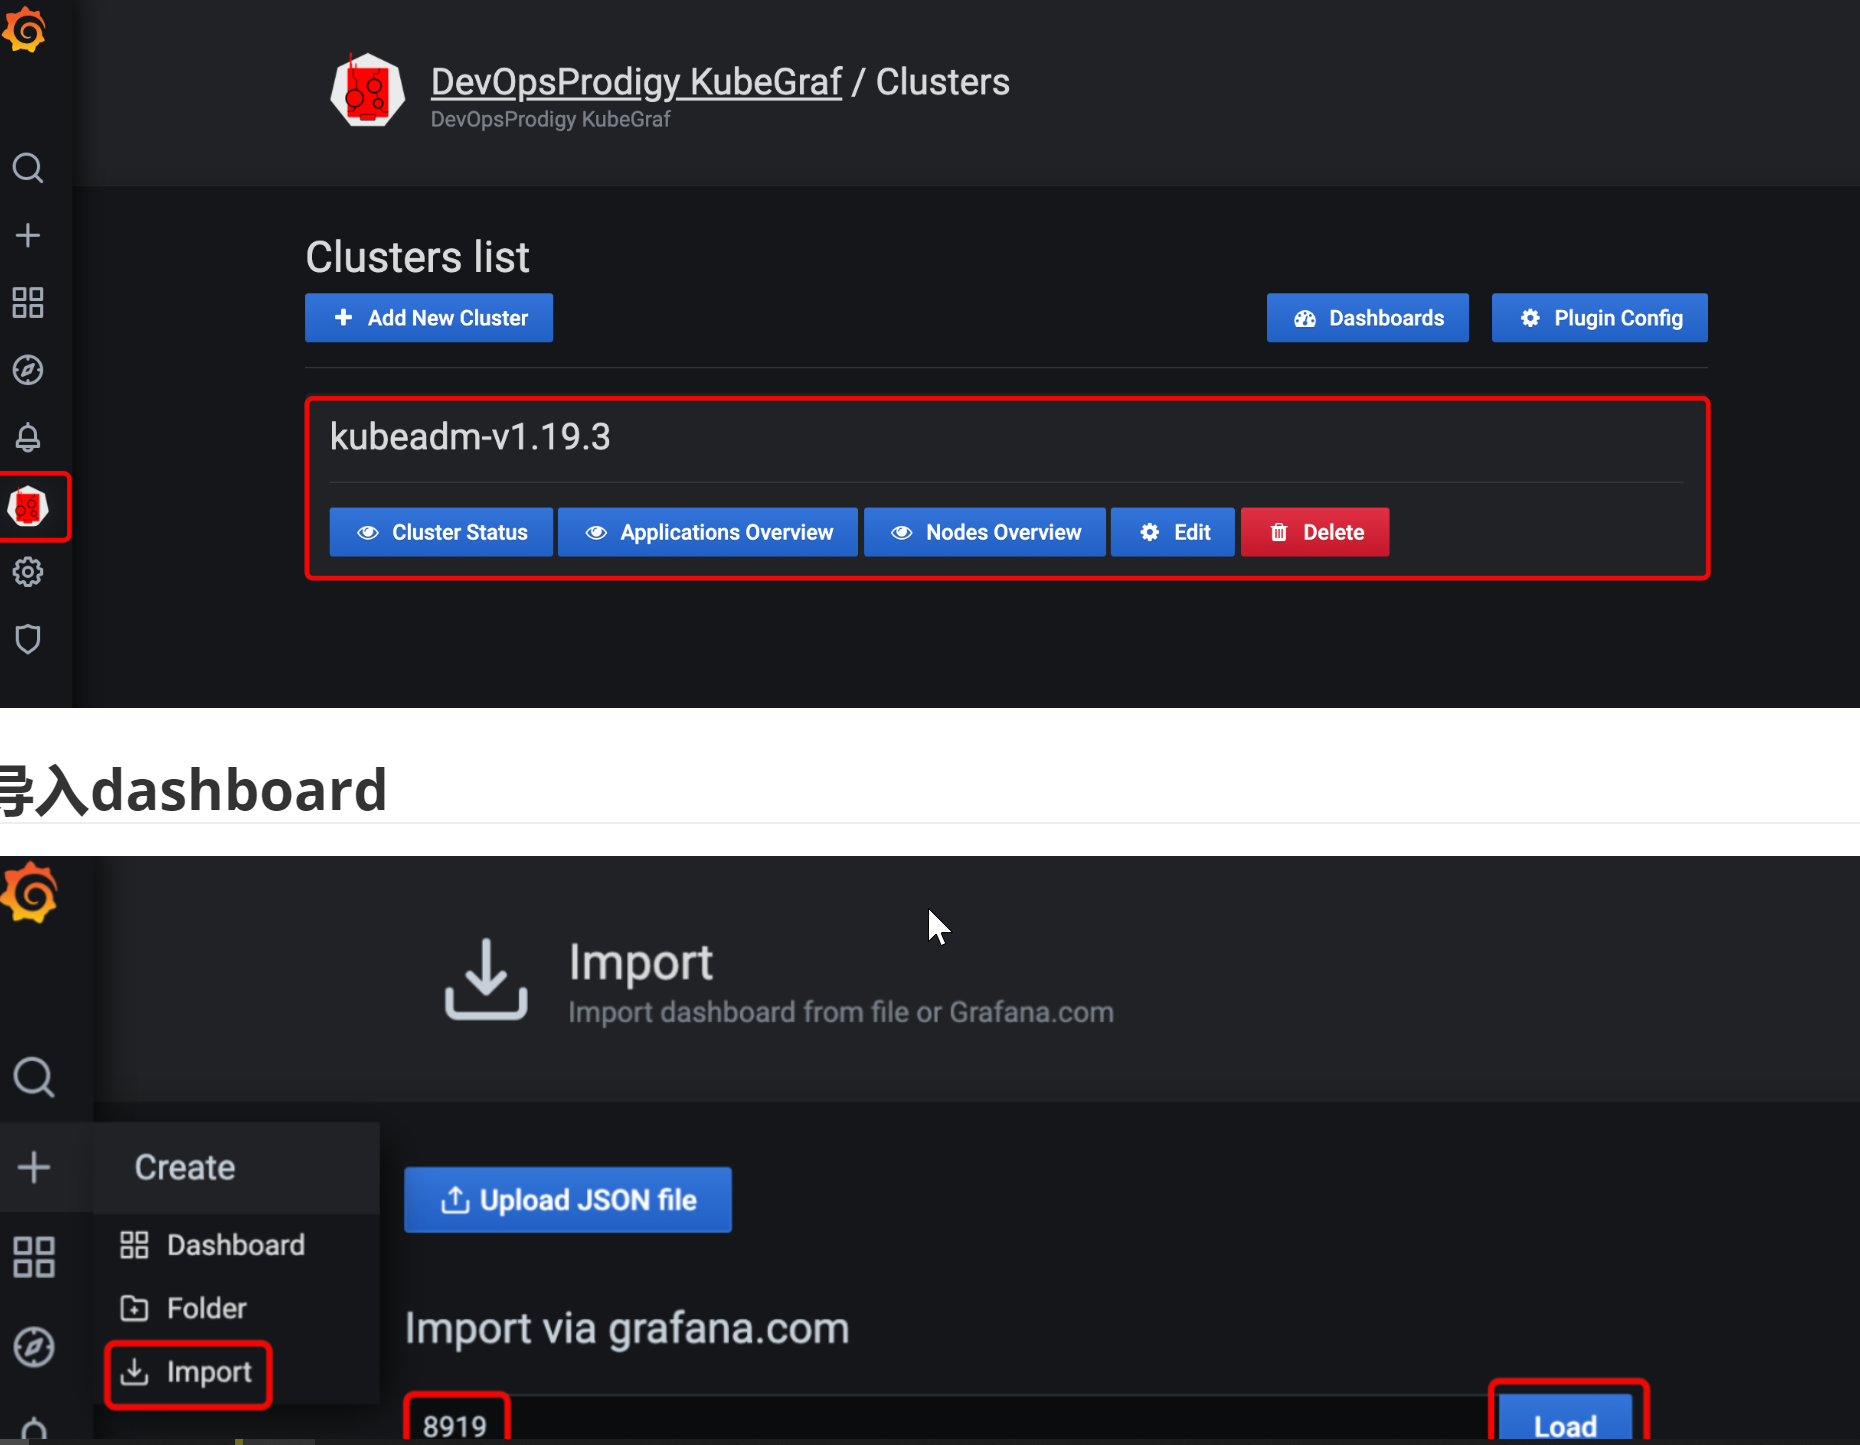 DevOpsProdigy KubeGraf / Clusters
DevOpsProdigy KubeGraf
Clusters list
Add New Cluster
Dashboards
Plugin Config
kubeadm-v1.19.3
Cluster Status
Applications Overview
Nodes Overview
Edit
Delete
导入dashboard
Import
Import dashboard from file or Grafana.com
Create
Upload JSON file
Dashboard
Folder
Import via grafana.com
Import
8919
Load